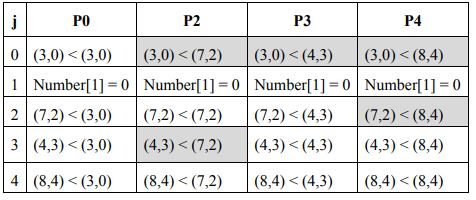 j P0 P2 P3 P4
0 (3,0) < (3,0) (3,0) < (7,2) (3,0) < (4,3) (3,0) < (8,4)
1 Number[1] = 0 Number[1] = 0 Number[1] = 0 Number[1] = 0
2 (7,2) < (3,0) (7,2) < (7,2) (7,2) < (4,3) (7,2) < (8,4)
3 (4,3) < (3,0) (4,3) < (7,2) (4,3) < (4,3) (4,3) < (8,4)
4 (8,4) < (3,0) (8,4) < (7,2) (8,4) < (4,3) (8,4) < (8,4)